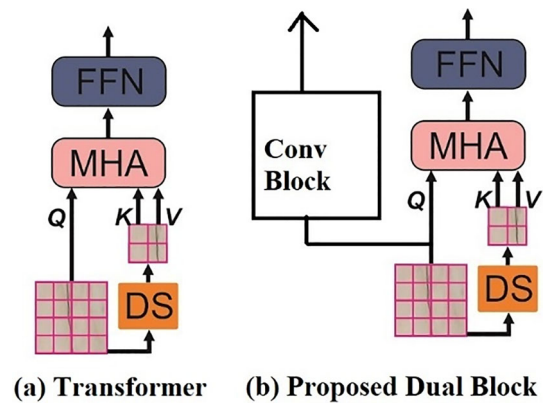 FFN
MHA
Q
K
V
DS
(a) Transformer
Conv
Block
FFN
MHA
Q
K
V
DS
(b) Proposed Dual Block